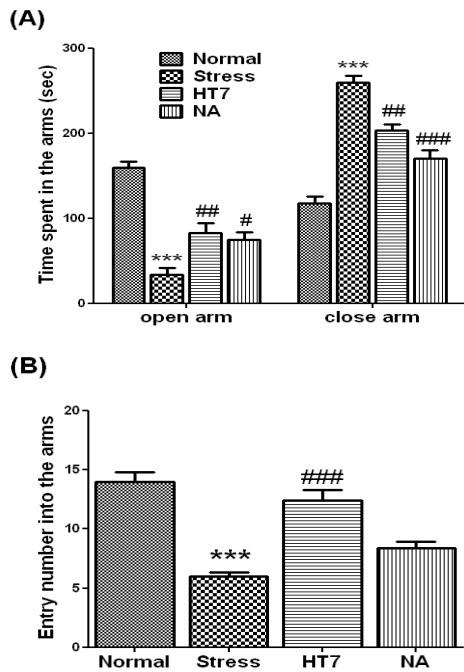 (A)
Time spent in the arms (sec)
300
200
100
0
Normal
Stress
HT7
NA
***
##
#
***
##
###
open arm
close arm
(B)
Entry number into the arms
20
15
10
5
0
***
###
Normal
Stress
HT7
NA